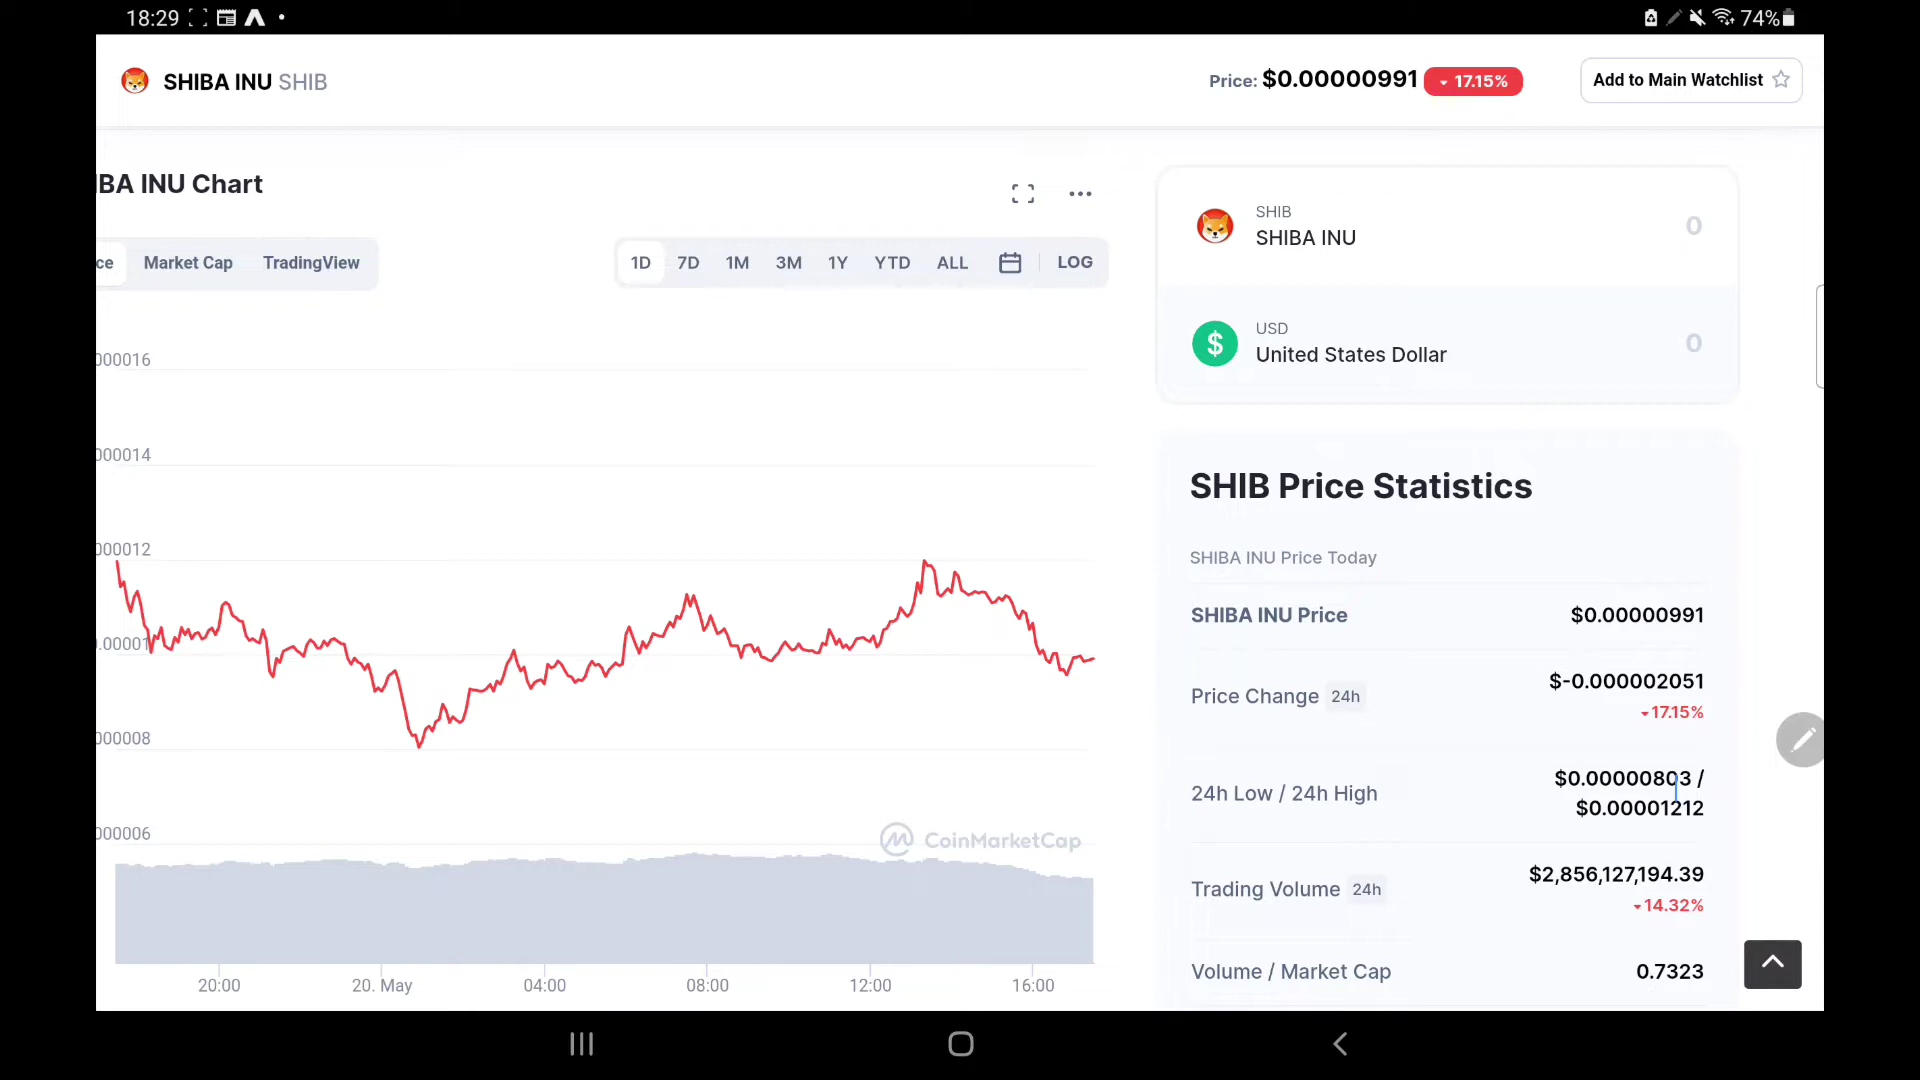 18:29
74%
SHIBA INU SHIB
Price: $0.00000991 17.15%
Add to Main Watchlist
IBA INU Chart
ce Market Cap TradingView
1D 7D 1M 3M 1Y YTD ALL LOG
000016
000014
000012
.00001
000008
000006
CoinMarketCap
20:00 20. May 04:00 08:00 12:00 16:00
SHIB
SHIBA INU
0
USD
United States Dollar
0
SHIB Price Statistics
SHIBA INU Price Today
SHIBA INU Price $0.00000991
Price Change 24h $-0.000002051
17.15%
24h Low / 24h High $0.00000803 /
$0.00001212
Trading Volume 24h $2,856,127,194.39
14.32%
Volume / Market Cap 0.7323